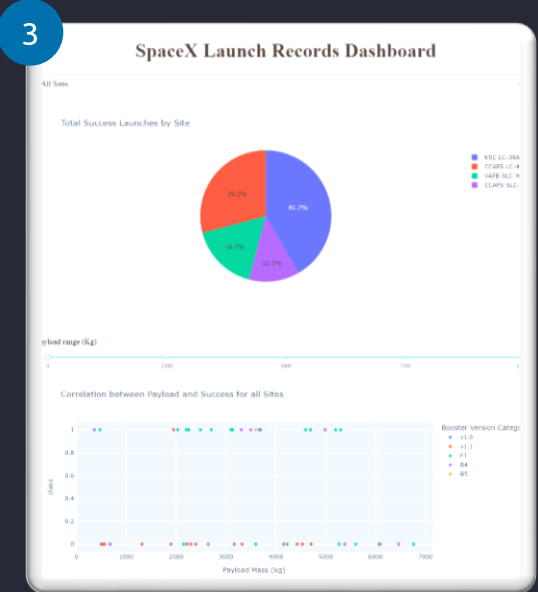 3
SpaceX Launch Records Dashboard
All Sites
Total Success Launches by Site
KSC LC-39A
CCAFS LC-4
VAFB SLC-4
CCAFS SLC-
29.2%
41.7%
16.7%
12.5%
yload range (Kg)
0 2500 5000 7500
Correlation between Payload and Success for all Sites
Booster Version Catego
v1.0
v1.1
FT
B4
B5
class
1
0.8
0.6
0.4
0.2
0
0 1000 2000 3000 4000 5000 6000 7000
Payload Mass (kg)